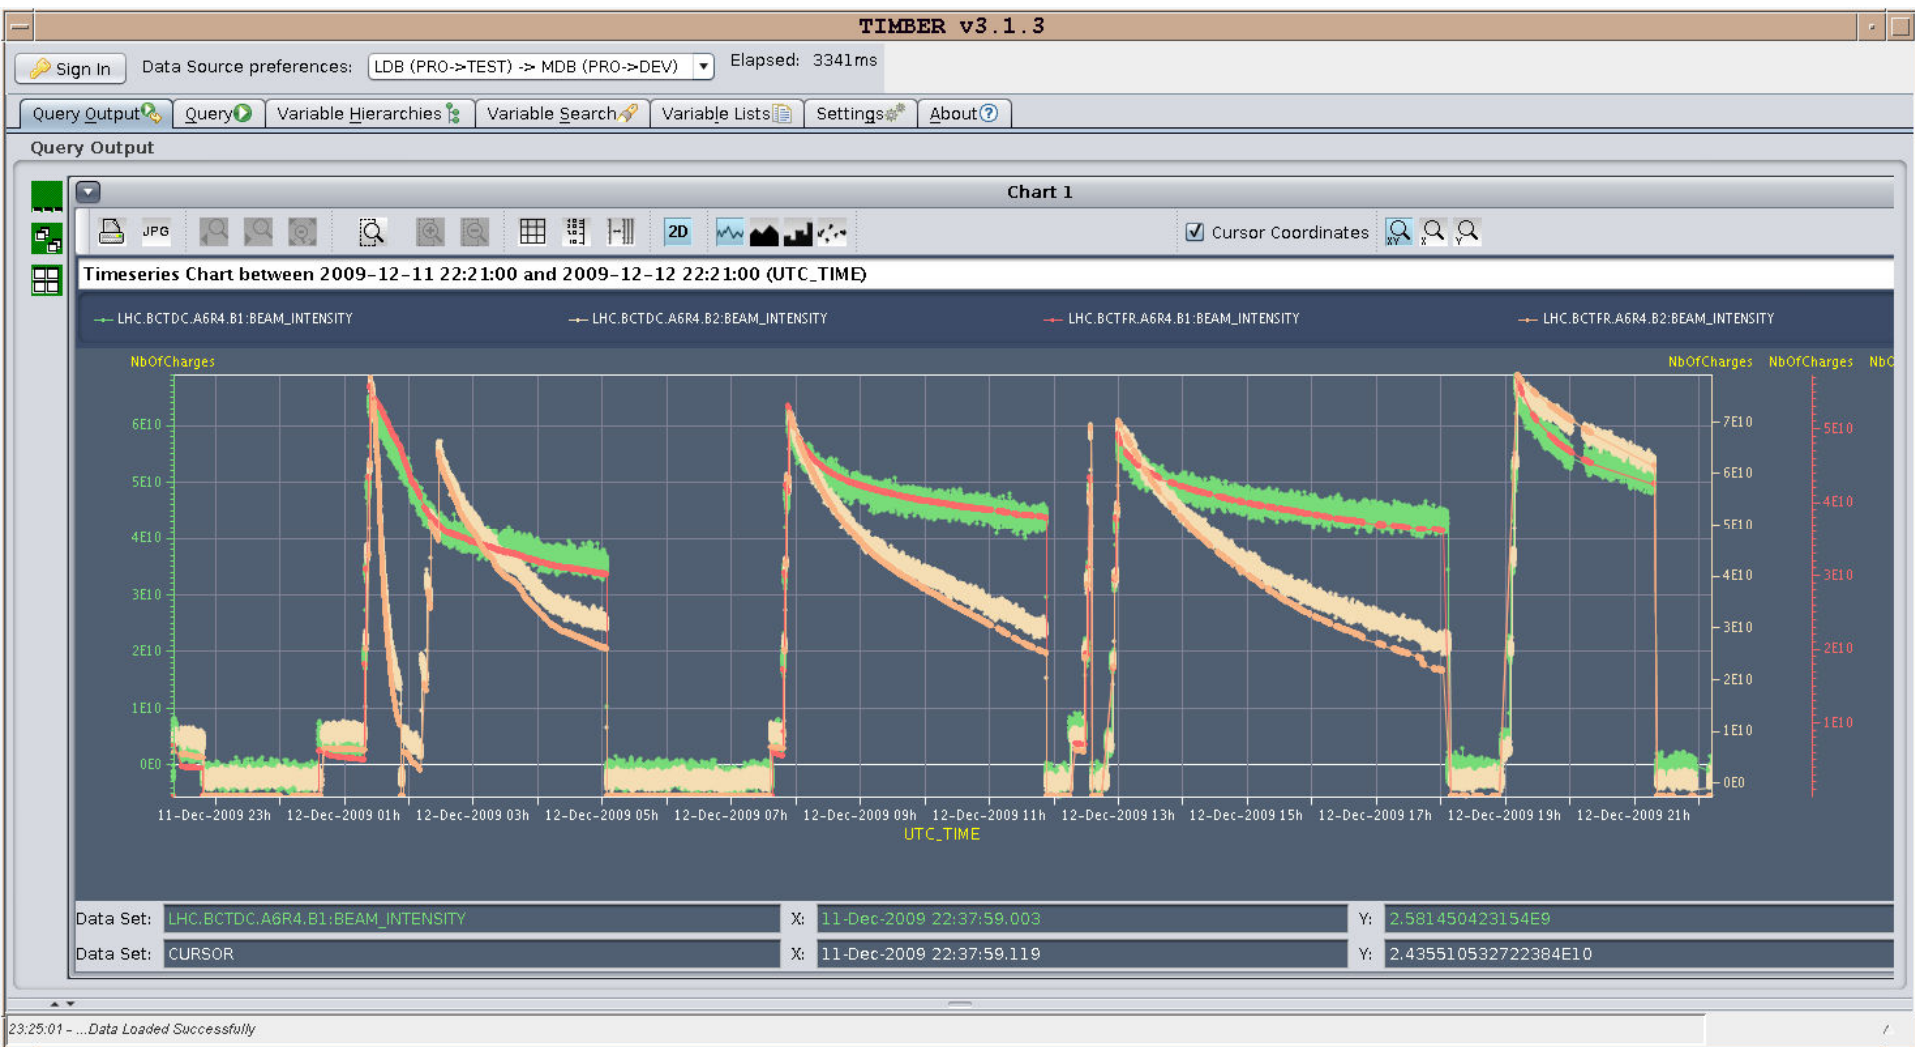 TIMBER v3.1.3
Sign In Data Source preferences: LDB (PRO->TEST) -> MDB (PRO->DEV) Elapsed: 3341ms
Query Output Query Variable Hierarchies Variable Search Variable Lists Settings About
Query Output
Chart 1
JPG 2D Cursor Coordinates XY X Y
Timeseries Chart between 2009-12-11 22:21:00 and 2009-12-12 22:21:00 (UTC_TIME)
LHC.BCTDC.A6R4.B1:BEAM_INTENSITY LHC.BCTDC.A6R4.B2:BEAM_INTENSITY LHC.BCTFR.A6R4.B1:BEAM_INTENSITY LHC.BCTFR.A6R4.B2:BEAM_INTENSITY
NbOfCharges NbOfCharges NbOfCharges
6E10 7E10 5E10
5E10 6E10
4E10 5E10 4E10
3E10 4E10 3E10
2E10 3E10 2E10
1E10 2E10 1E10
1E10
0E0 0E0
11-Dec-2009 23h 12-Dec-2009 01h 12-Dec-2009 03h 12-Dec-2009 05h 12-Dec-2009 07h 12-Dec-2009 09h 12-Dec-2009 11h 12-Dec-2009 13h 12-Dec-2009 15h 12-Dec-2009 17h 12-Dec-2009 19h 12-Dec-2009 21h
UTC_TIME
Data Set: LHC.BCTDC.A6R4.B1:BEAM_INTENSITY X: 11-Dec-2009 22:37:59.003 Y: 2.581450423154E9
Data Set: CURSOR X: 11-Dec-2009 22:37:59.119 Y: 2.435510532722384E10
23:25:01 - ...Data Loaded Successfully